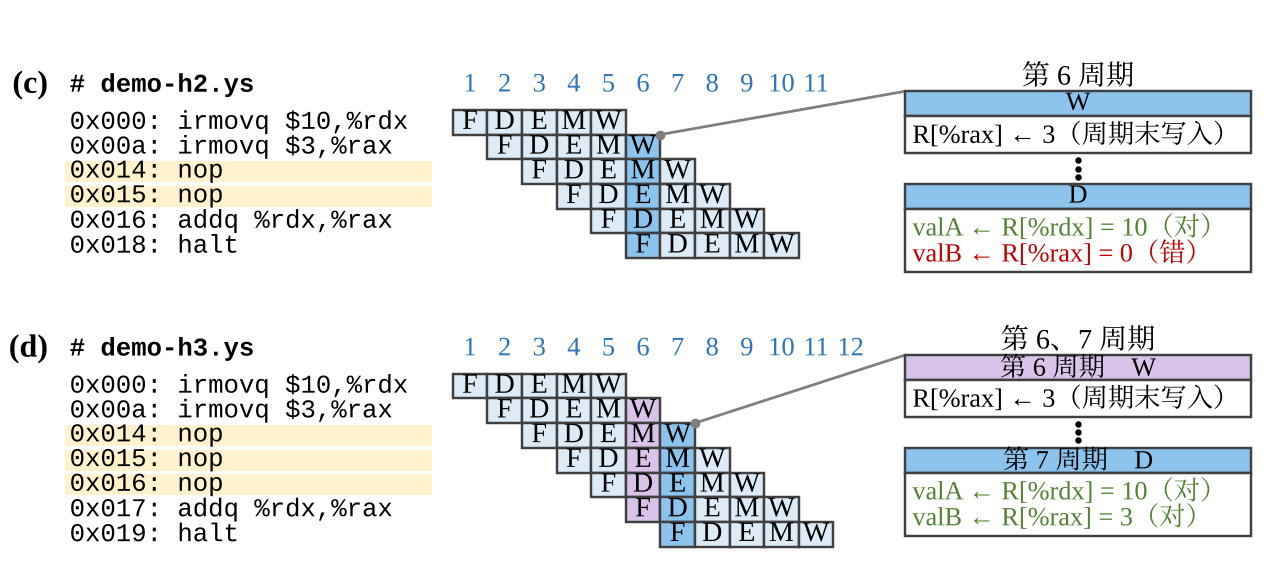 (c) # demo-h2.ys
1 2 3 4 5 6 7 8 9 10 11
0x000: irmovq $10,%rdx F D E M W
0x00a: irmovq $3,%rax F D E M W
0x014: nop F D E M W
0x015: nop F D E M W
0x016: addq %rdx,%rax F D E M W
0x018: halt F D E M W
第 6 周期
W
R[%rax] ← 3（周期末写入）
D
valA ← R[%rdx] = 10（对）
valB ← R[%rax] = 0（错）
(d) # demo-h3.ys
1 2 3 4 5 6 7 8 9 10 11 12
0x000: irmovq $10,%rdx F D E M W
0x00a: irmovq $3,%rax F D E M W
0x014: nop F D E M W
0x015: nop F D E M W
0x016: nop F D E M W
0x017: addq %rdx,%rax F D E M W
0x019: halt F D E M W
第 6、7 周期
第 6 周期 W
R[%rax] ← 3（周期末写入）
第 7 周期 D
valA ← R[%rdx] = 10（对）
valB ← R[%rax] = 3（对）